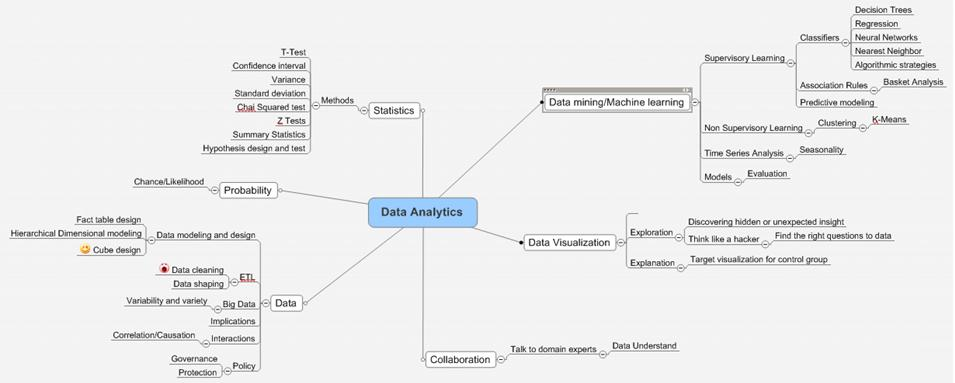 Data Analytics
Statistics
Methods
T-Test
Confidence interval
Variance
Standard deviation
Chai Squared test
Z Tests
Summary Statistics
Hypothesis design and test
Probability
Chance/Likelihood
Data
Data modeling and design
Fact table design
Hierarchical Dimensional modeling
Cube design
ETL
Data cleaning
Data shaping
Big Data
Variability and variety
Implications
Interactions
Correlation/Causation
Policy
Governance
Protection
Data mining/Machine learning
Supervisory Learning
Classifiers
Decision Trees
Regression
Neural Networks
Nearest Neighbor
Algorithmic strategies
Association Rules
Basket Analysis
Predictive modeling
Non Supervisory Learning
Clustering
K-Means
Time Series Analysis
Seasonality
Models
Evaluation
Data Visualization
Exploration
Discovering hidden or unexpected insight
Think like a hacker
Find the right questions to data
Explanation
Target visualization for control group
Collaboration
Talk to domain experts
Data Understand